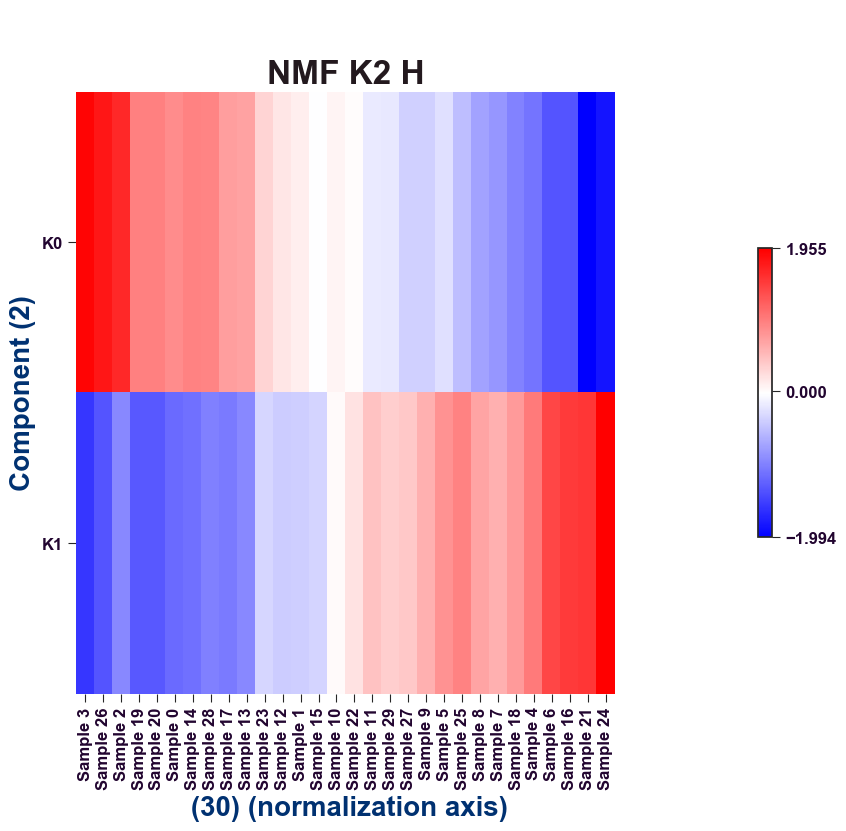 NMF K2 H
Component (2)
K0
K1
1.955
0.000
−1.994
Sample 3
Sample 26
Sample 2
Sample 19
Sample 20
Sample 0
Sample 14
Sample 28
Sample 17
Sample 13
Sample 23
Sample 12
Sample 1
Sample 15
Sample 10
Sample 22
Sample 11
Sample 29
Sample 27
Sample 9
Sample 5
Sample 25
Sample 8
Sample 7
Sample 18
Sample 4
Sample 6
Sample 16
Sample 21
Sample 24
(30) (normalization axis)